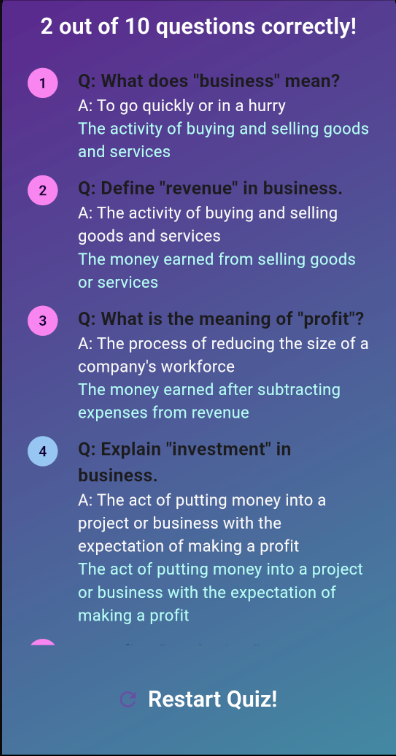 2 out of 10 questions correctly!
1
Q: What does "business" mean?
A: To go quickly or in a hurry
The activity of buying and selling goods
and services
2
Q: Define "revenue" in business.
A: The activity of buying and selling
goods and services
The money earned from selling goods
or services
3
Q: What is the meaning of "profit"?
A: The process of reducing the size of a
company's workforce
The money earned after subtracting
expenses from revenue
4
Q: Explain "investment" in
business.
A: The act of putting money into a
project or business with the
expectation of making a profit
The act of putting money into a project
or business with the expectation of
making a profit
Restart Quiz!